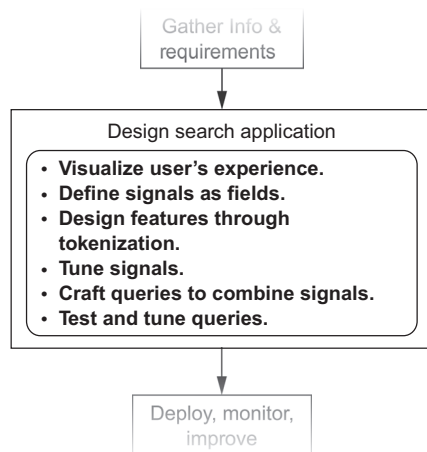 Gather Info &
requirements
Design search application
• Visualize user's experience.
• Define signals as fields.
• Design features through
tokenization.
• Tune signals.
• Craft queries to combine signals.
• Test and tune queries.
Deploy, monitor,
improve